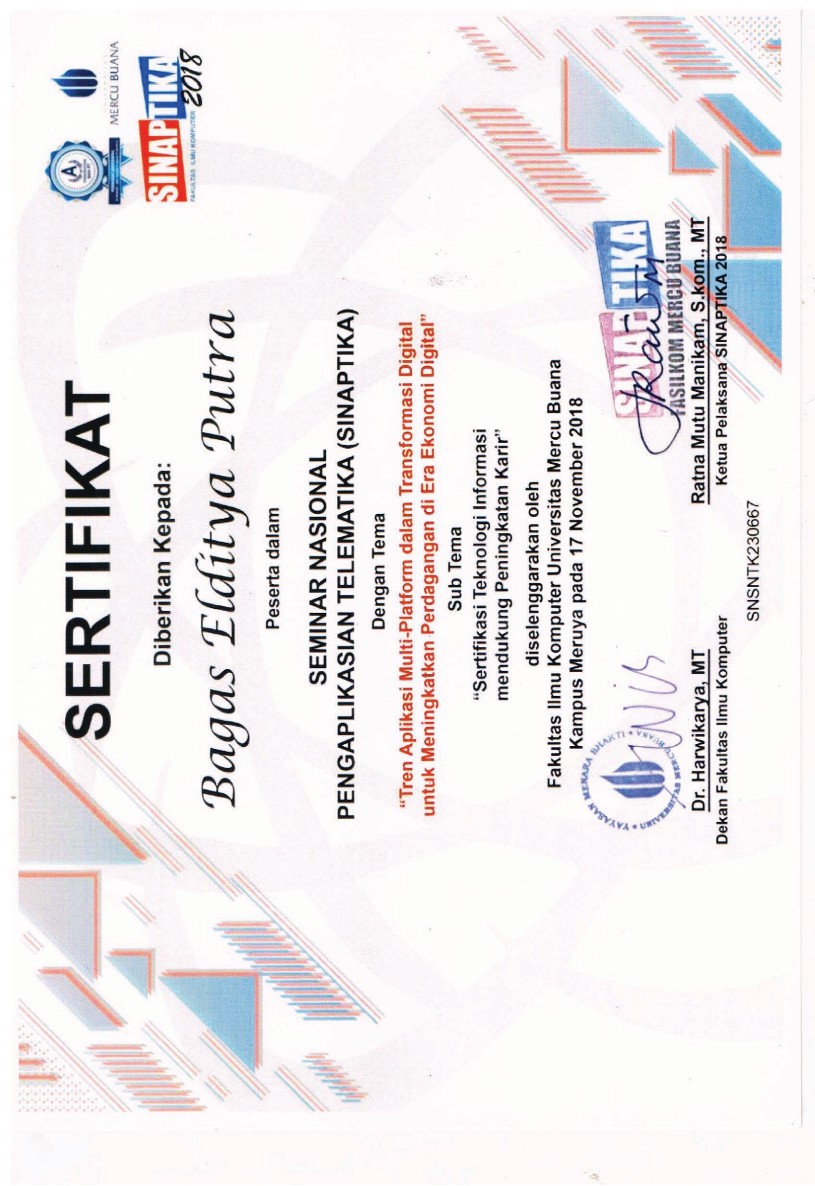 SERTIFIKAT
A
MERCU BUANA
SINAPTIKA
FAKULTAS ILMU KOMPUTER 2018
Diberikan Kepada:
Bagas Elditya Putra
Peserta dalam
SEMINAR NASIONAL
PENGAPLIKASIAN TELEMATIKA (SINAPTIKA)
Dengan Tema
“Tren Aplikasi Multi-Platform dalam Transformasi Digital
untuk Meningkatkan Perdagangan di Era Ekonomi Digital”
Sub Tema
“Sertifikasi Teknologi Informasi
mendukung Peningkatan Karir”
diselenggarakan oleh
Fakultas Ilmu Komputer Universitas Mercu Buana
Kampus Meruya pada 17 November 2018
YAYASAN MENARA BHAKTI
UNIVERSITAS MERCU BUANA
SINAPTIKA
FASILKOM MERCU BUANA
Dr. Harwikarya, MT
Dekan Fakultas Ilmu Komputer
Ratna Mutu Manikam, S.kom., MT
Ketua Pelaksana SINAPTIKA 2018
SNSNTK230667